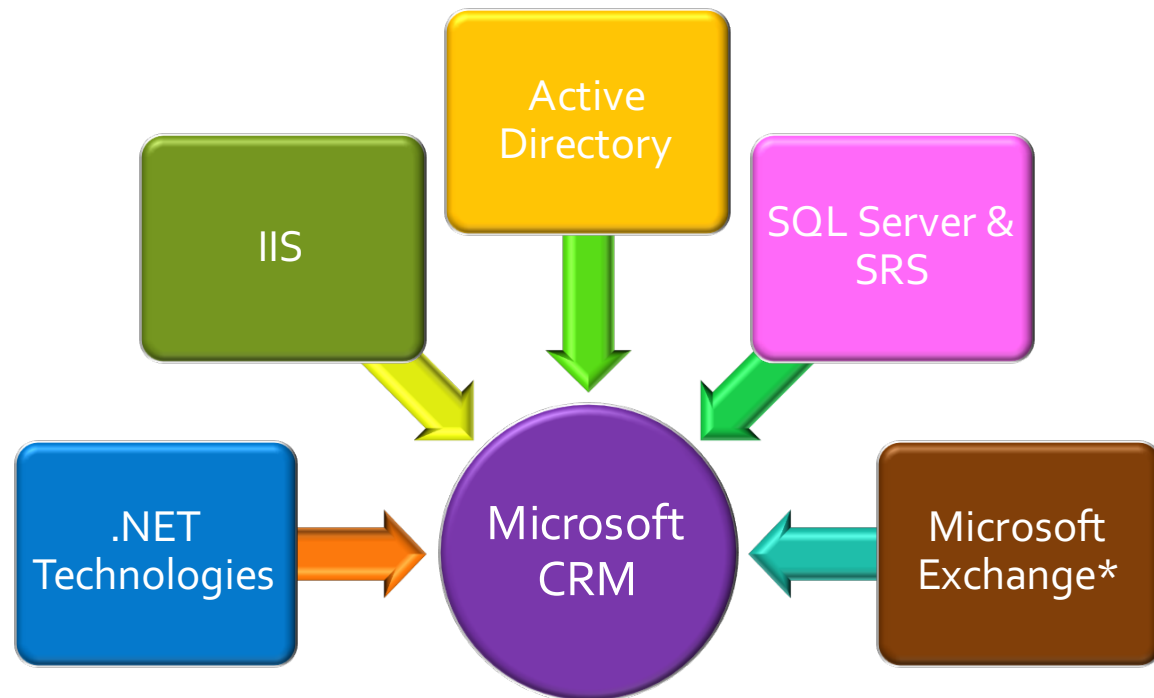 Active
Directory
IIS
SQL Server &
SRS
.NET
Technologies
Microsoft
CRM
Microsoft
Exchange*